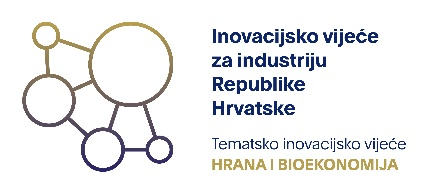 Inovacijsko vijeće
za industriju
Republike
Hrvatske
Tematsko inovacijsko vijeće
HRANA I BIOEKONOMIJA